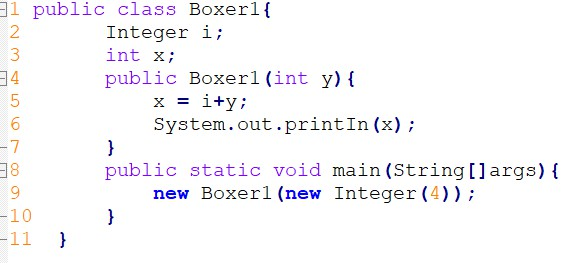 1 public class Boxer1{
2 Integer i;
3 int x;
4 public Boxer1(int y){
5 x = i+y;
6 System.out.printIn(x);
7 }
8 public static void main(String[]args){
9 new Boxer1(new Integer(4));
10 }
11 }